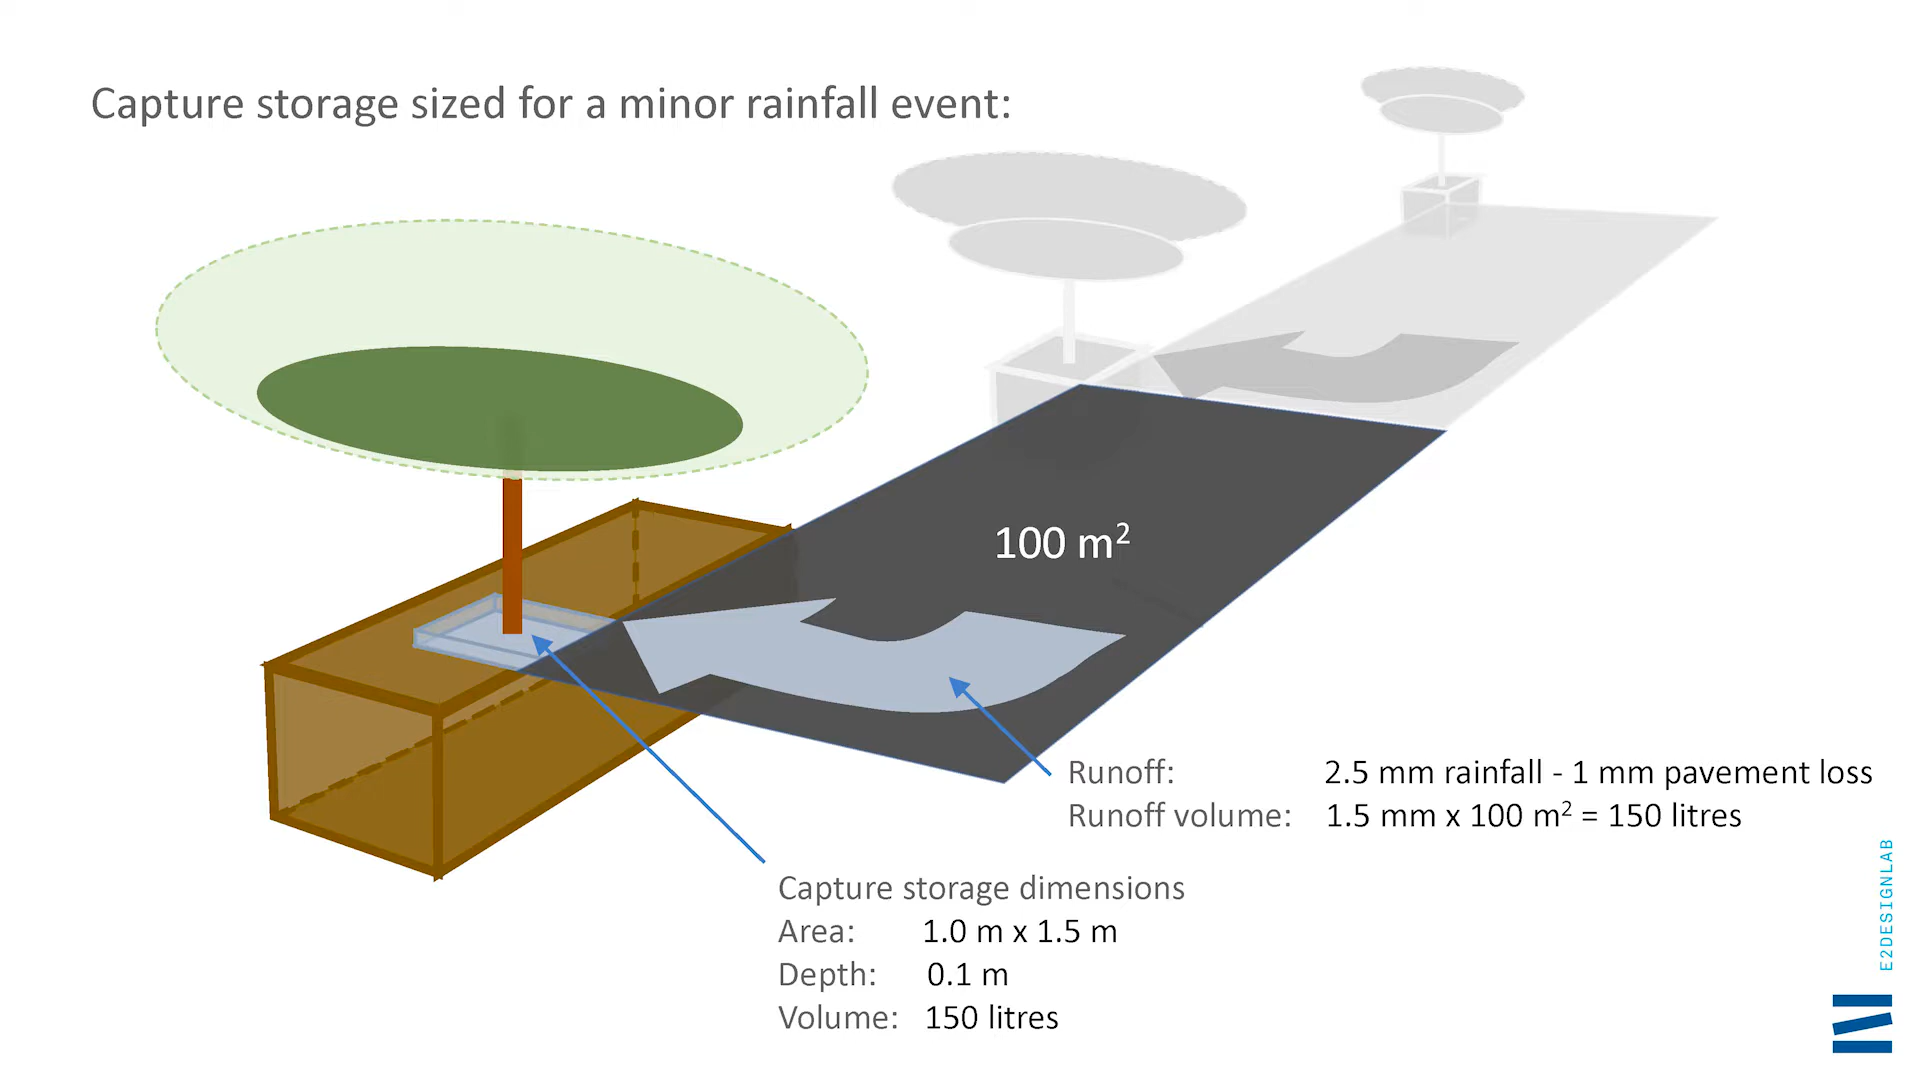 Capture storage sized for a minor rainfall event:
100 m²
Runoff: 2.5 mm rainfall - 1 mm pavement loss
Runoff volume: 1.5 mm x 100 m² = 150 litres
Capture storage dimensions
Area: 1.0 m x 1.5 m
Depth: 0.1 m
Volume: 150 litres
E2DESIGNLAB